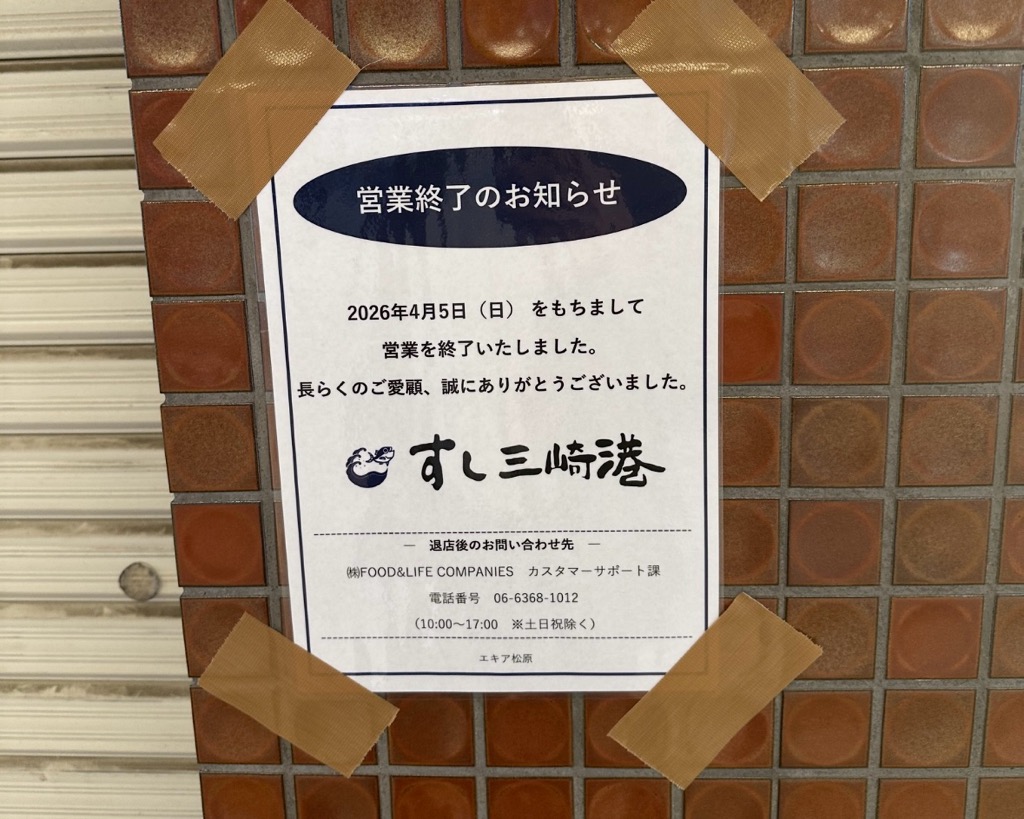 営業終了のお知らせ
2026年4月5日（日） をもちまして
営業を終了いたしました。
長らくのご愛顧、誠にありがとうございました。
すし三崎港
― 退店後のお問い合わせ先 ―
㈱FOOD&LIFE COMPANIES カスタマーサポート課
電話番号 06-6368-1012
（10:00～17:00 ※土日祝除く）
エキア松原